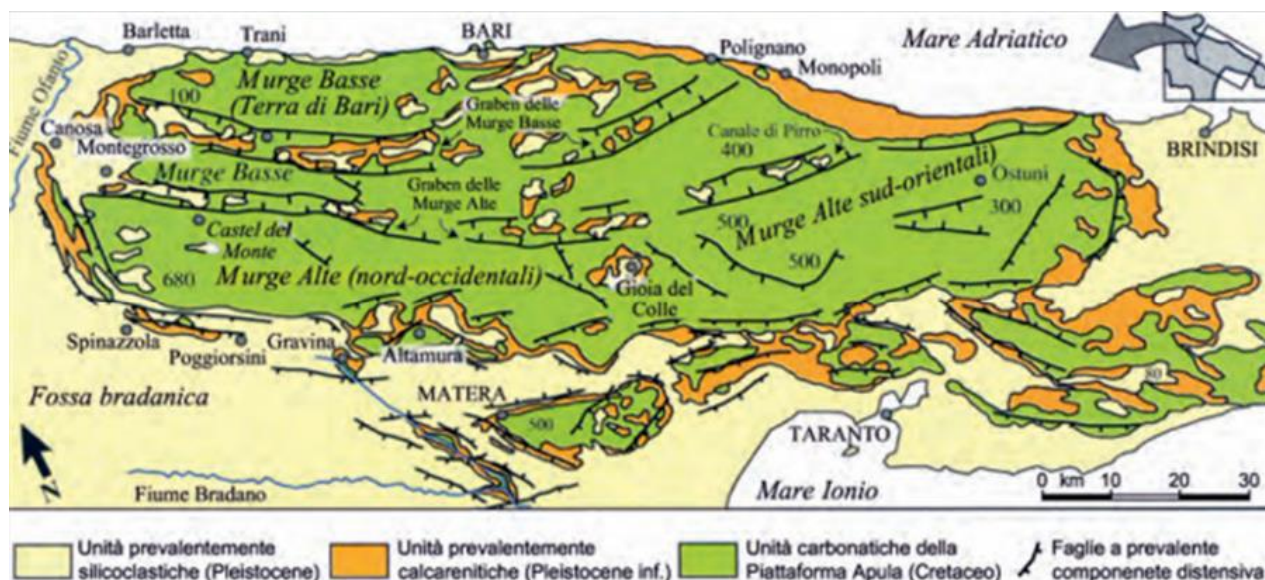 Barletta
Trani
BARI
Polignano
Monopoli
Mare Adriatico
Fiume Ofanto
Murge Basse
(Terra di Bari)
100
Graben delle
Murge Basse
Canosa
Montegrosso
Canale di Pirro
400
BRINDISI
Murge Basse
Graben delle
Murge Alte
Ostuni
300
Murge Alte sud-orientali)
500
500
Castel del
Monte
680
Murge Alte (nord-occidentali)
Gioia del
Colle
Spinazzola
Poggiorsini
Gravina
Altamura
Fossa bradanica
MATERA
500
80
TARANTO
N
Fiume Bradano
Mare Ionio
0 km 10 20 30
Unità prevalentemente
silicoclastiche (Pleistocene)
Unità prevalentemente
calcarenitiche (Pleistocene inf.)
Unità carbonatiche della
Piattaforma Apula (Cretaceo)
Faglie a prevalente
componenete distensiva